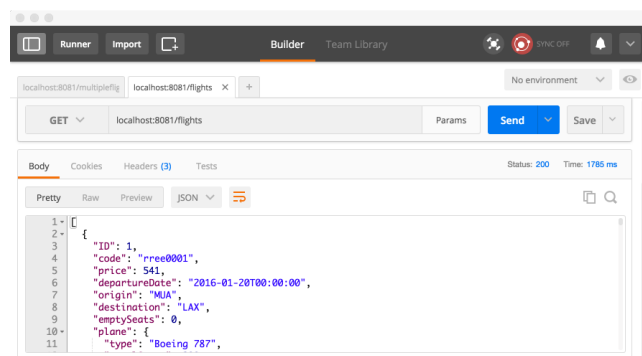 Runner Import Builder Team Library SYNC OFF
localhost:8081/multipleflig localhost:8081/flights No environment
GET localhost:8081/flights Params Send Save
Body Cookies Headers (3) Tests Status: 200 Time: 1785 ms
Pretty Raw Preview JSON
1 [
2 {
3 "ID": 1,
4 "code": "rree0001",
5 "price": 541,
6 "departureDate": "2016-01-20T00:00:00",
7 "origin": "MUA",
8 "destination": "LAX",
9 "emptySeats": 0,
10 "plane": {
11 "type": "Boeing 787",